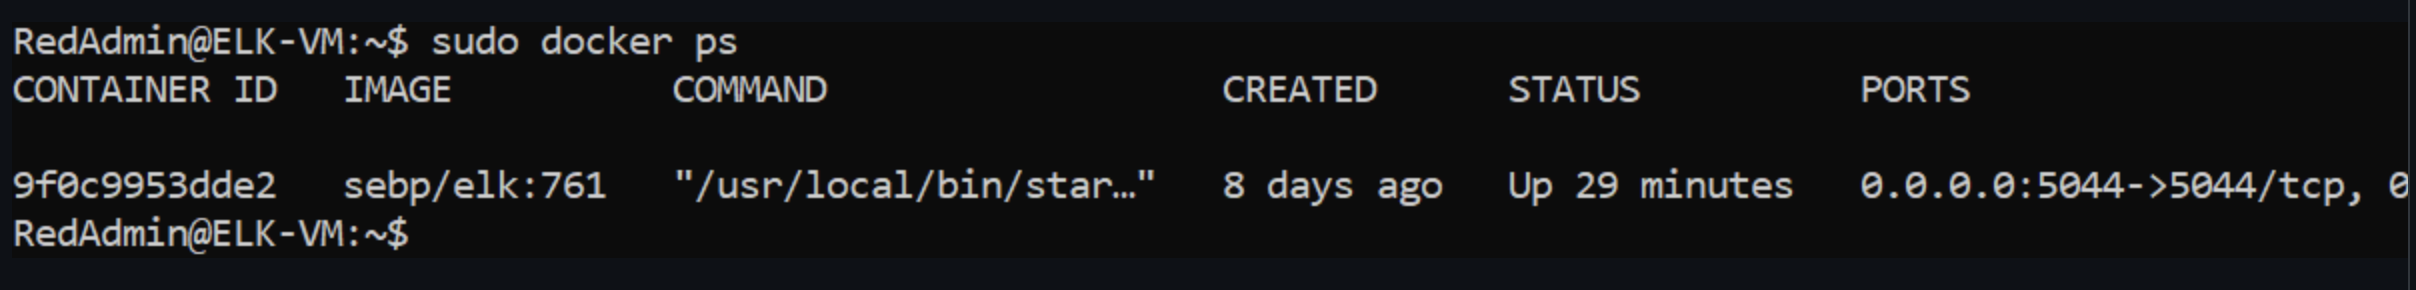 RedAdmin@ELK-VM:~$ sudo docker ps
CONTAINER ID   IMAGE          COMMAND                  CREATED      STATUS          PORTS
9f0c9953dde2   sebp/elk:761   "/usr/local/bin/star…"   8 days ago   Up 29 minutes   0.0.0.0:5044->5044/tcp, 0
RedAdmin@ELK-VM:~$